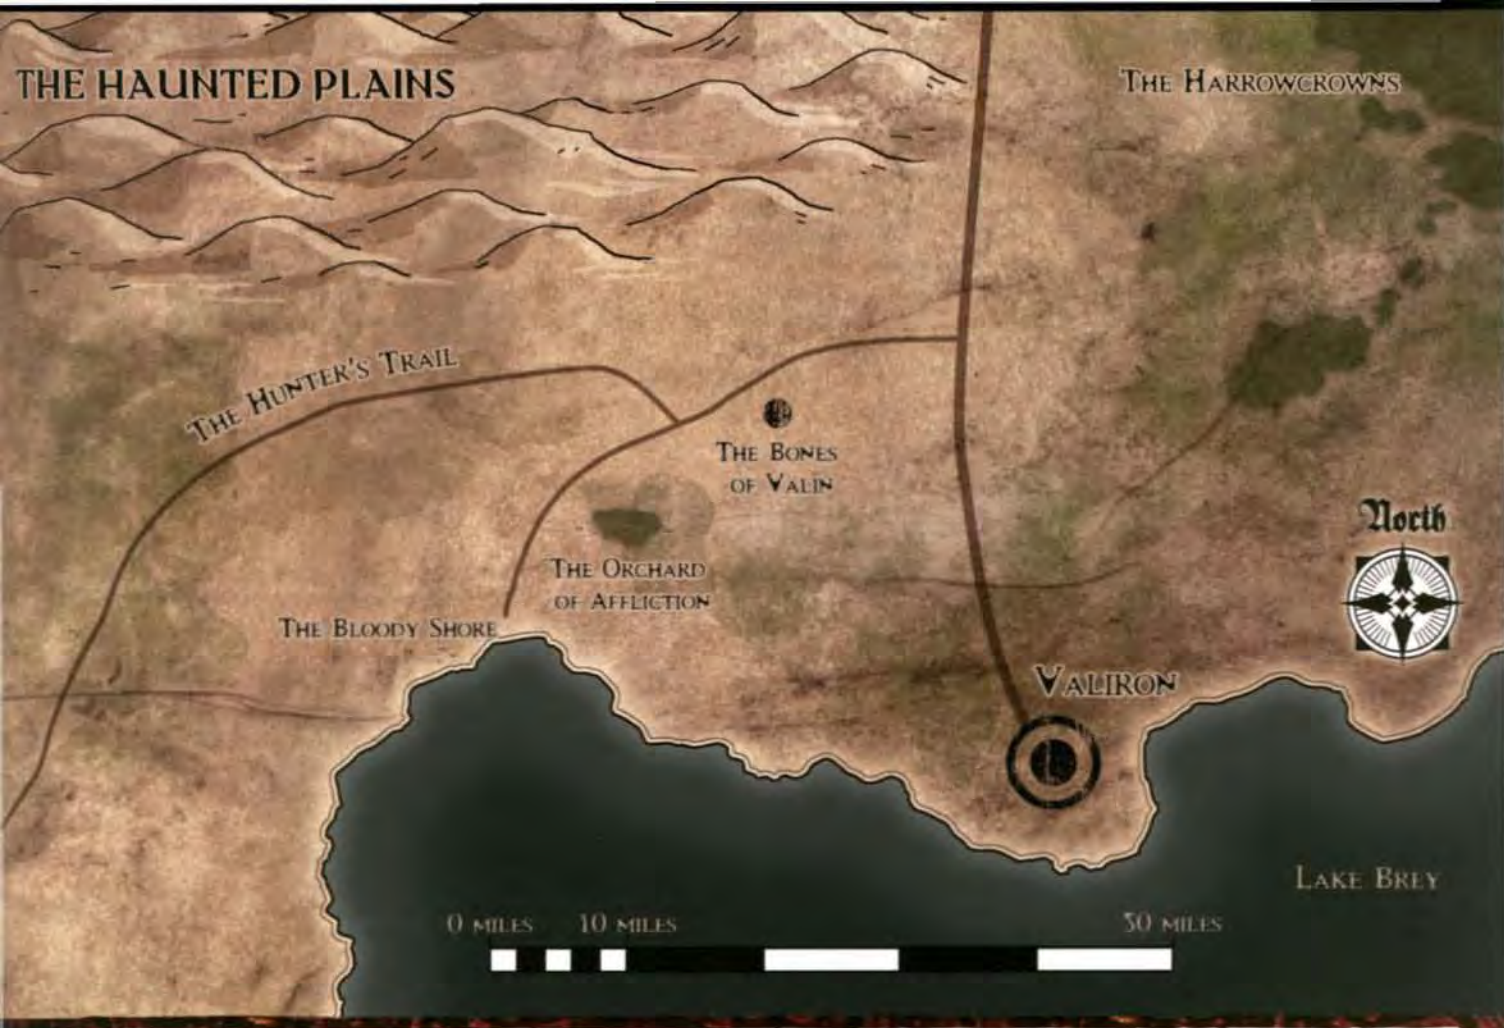 THE HAUNTED PLAINS
THE HARROWCROWNS
THE HUNTER'S TRAIL
THE BONES
OF VALIN
North
THE ORCHARD
OF AFFLICTION
THE BLOODY SHORE
VALIRON
LAKE BREY
0 MILES
10 MILES
50 MILES